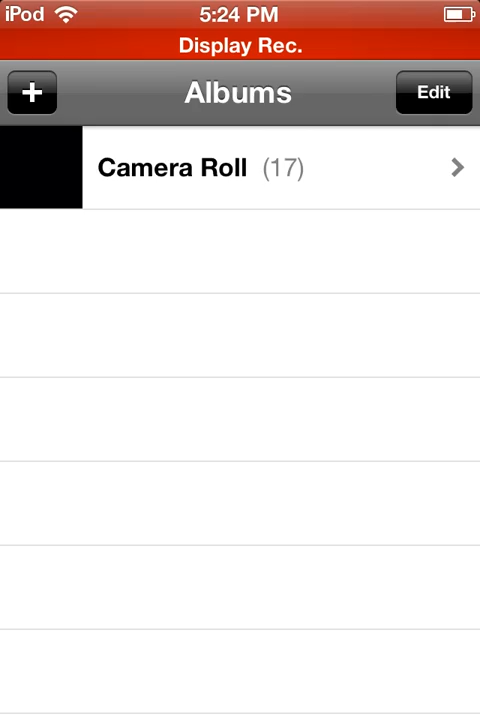 iPod 5:24 PM
Display Rec.
+ Albums Edit
Camera Roll (17)